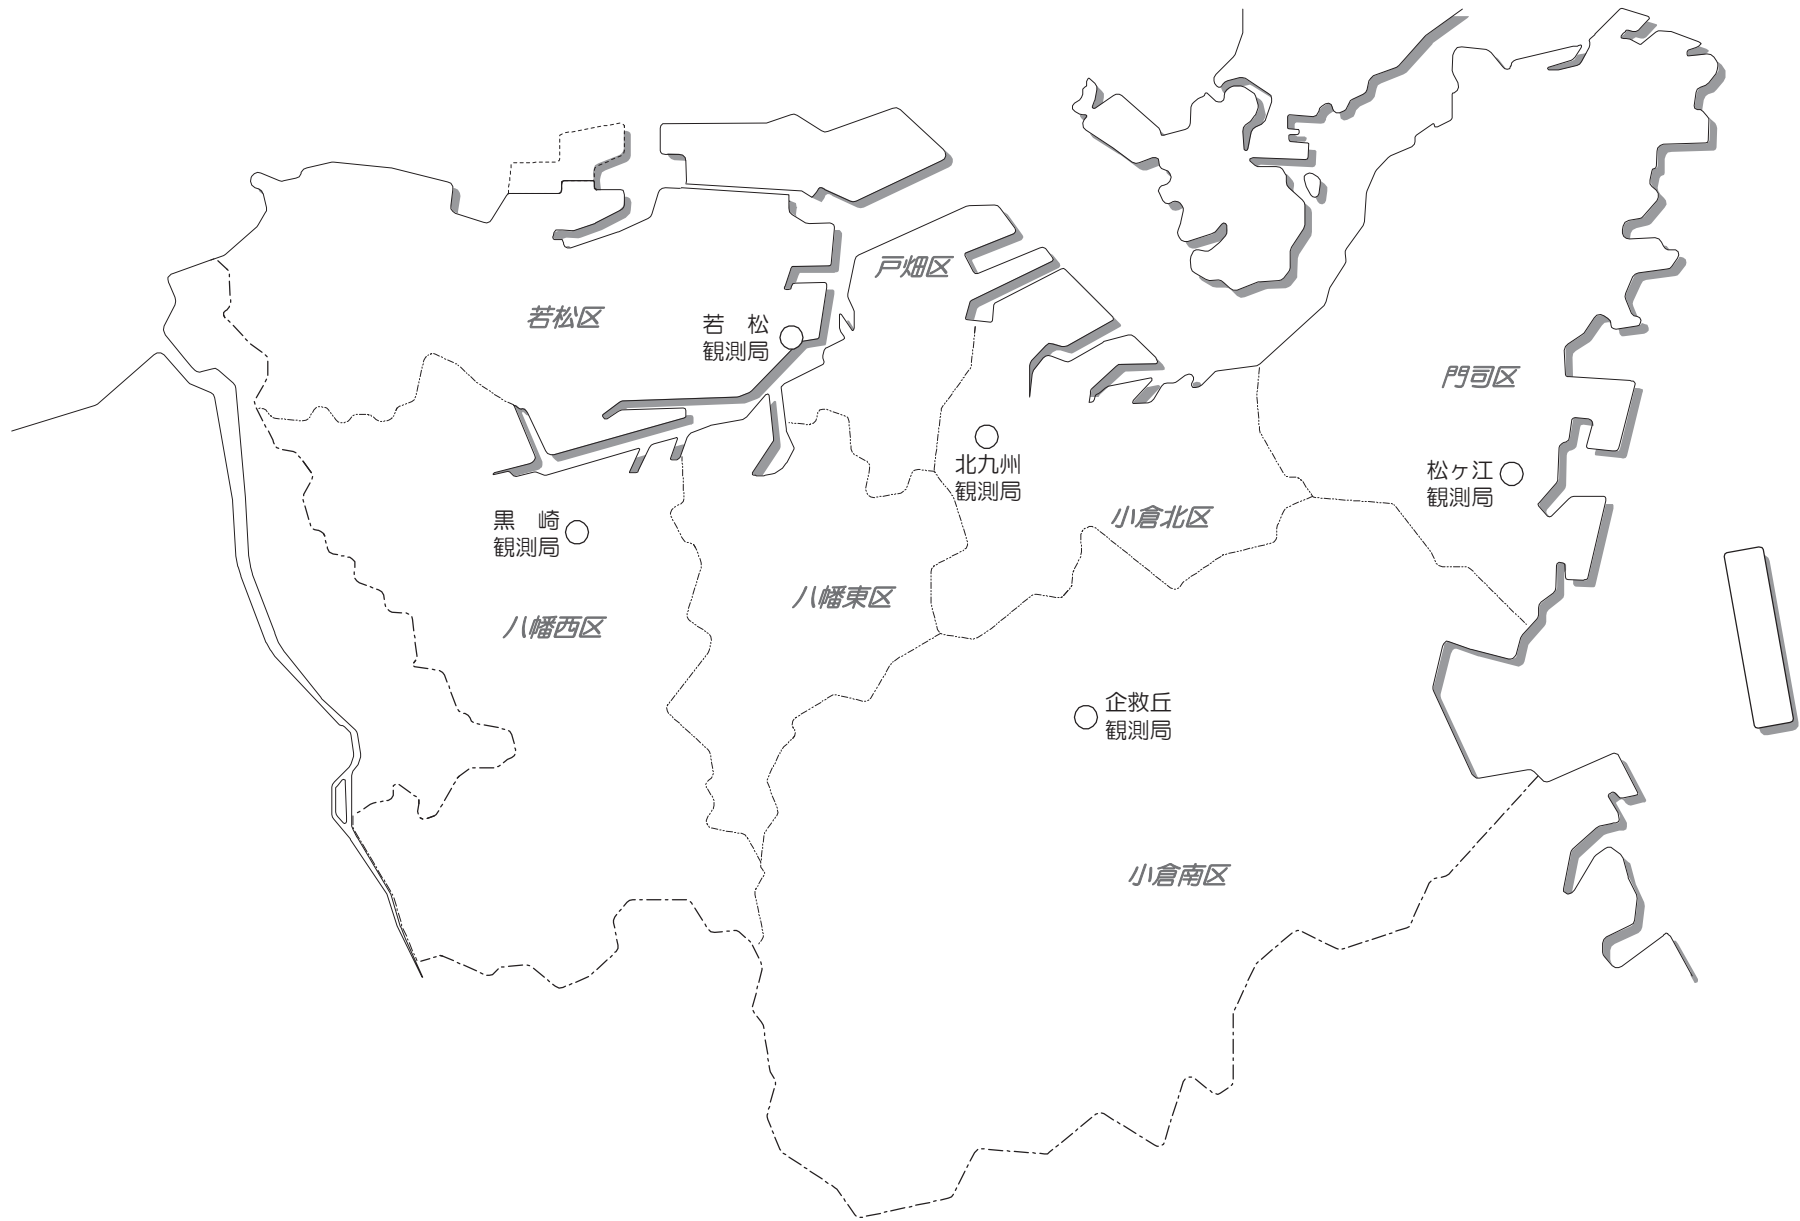 戸畑区
若松区
若　松
観測局
門司区
北九州
観測局
松ヶ江
観測局
小倉北区
黒　崎
観測局
八幡東区
八幡西区
企救丘
観測局
小倉南区